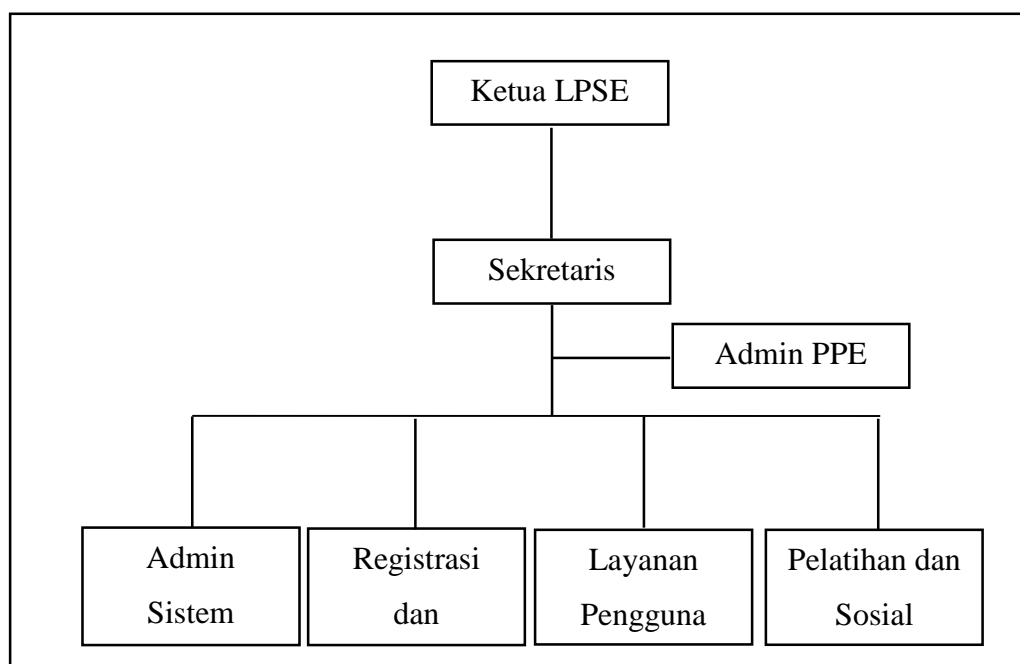 Ketua LPSE
Sekretaris
Admin PPE
Admin
Sistem
Registrasi
dan
Layanan
Pengguna
Pelatihan dan
Sosial